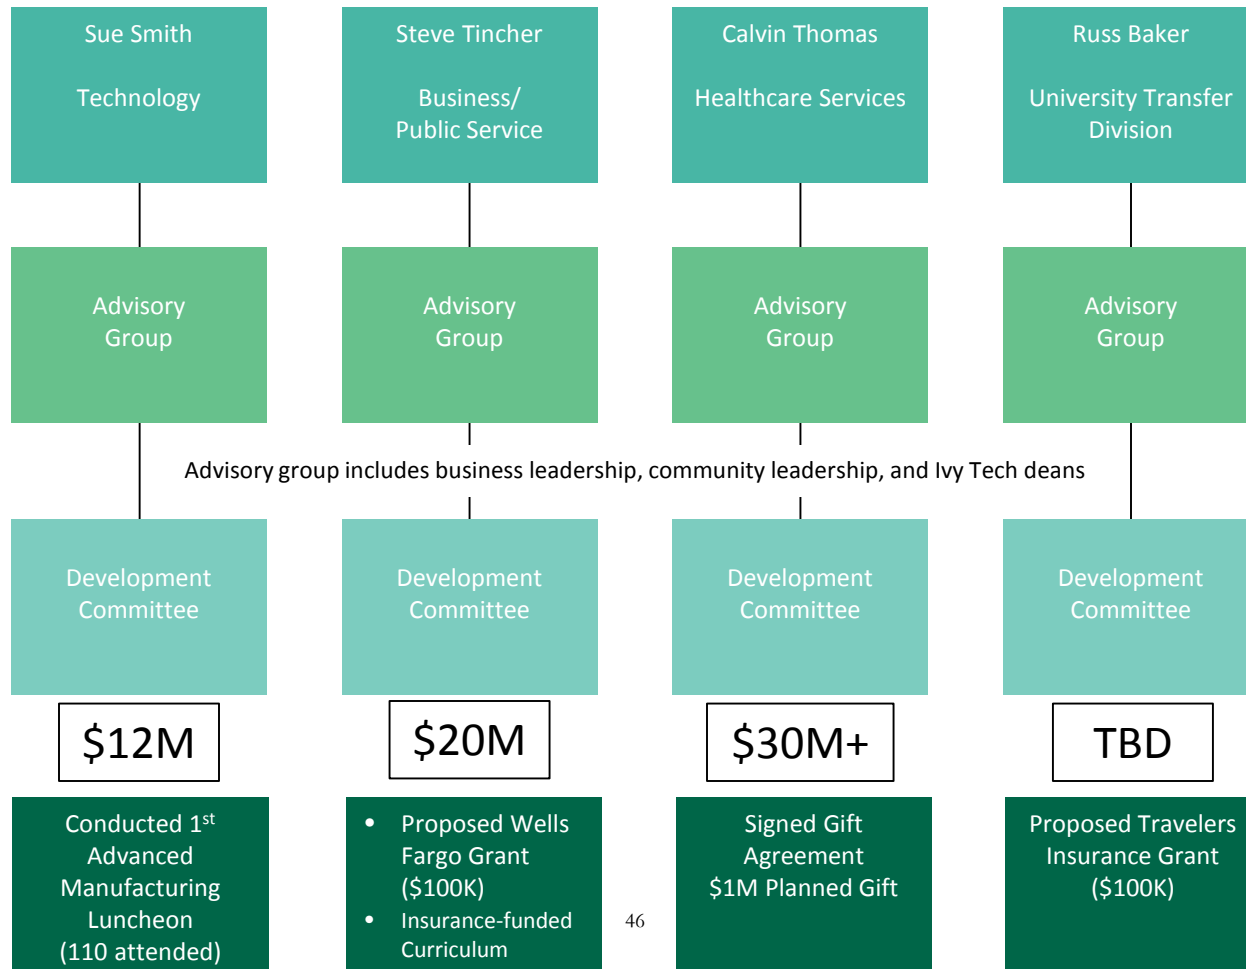 Sue Smith
Technology
Steve Tincher
Business/
Public Service
Calvin Thomas
Healthcare Services
Russ Baker
University Transfer
Division
Advisory
Group
Advisory
Group
Advisory
Group
Advisory
Group
Advisory group includes business leadership, community leadership, and Ivy Tech deans
Development
Committee
Development
Committee
Development
Committee
Development
Committee
$12M
$20M
$30M+
TBD
Conducted 1st
Advanced
Manufacturing
Luncheon
(110 attended)
• Proposed Wells
Fargo Grant
($100K)
• Insurance-funded
Curriculum
Signed Gift
Agreement
$1M Planned Gift
Proposed Travelers
Insurance Grant
($100K)
46